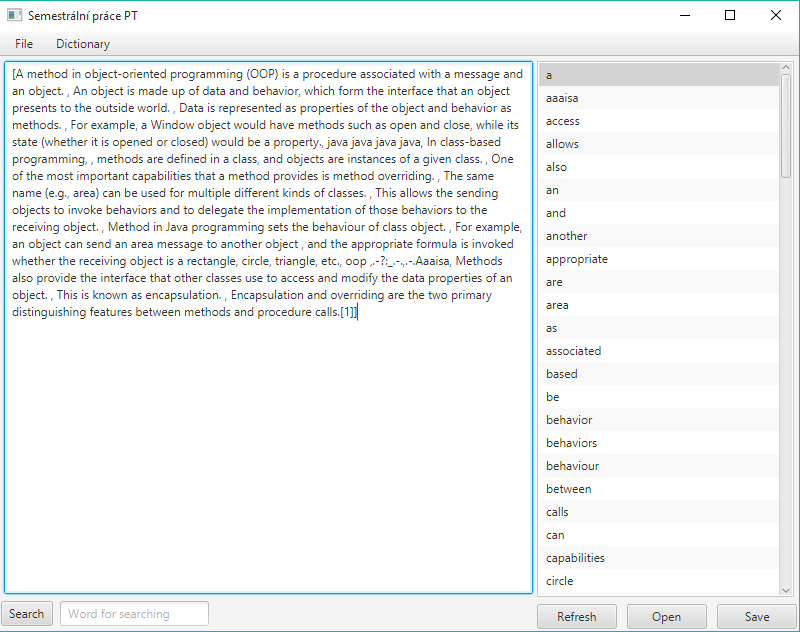 Semestrální práce PT
File Dictionary
[A method in object-oriented programming (OOP) is a procedure associated with a message and
an object. , An object is made up of data and behavior, which form the interface that an object
presents to the outside world. , Data is represented as properties of the object and behavior as
methods. , For example, a Window object would have methods such as open and close, while its
state (whether it is opened or closed) would be a property., java java java java, In class-based
programming, , methods are defined in a class, and objects are instances of a given class. , One
of the most important capabilities that a method provides is method overriding. , The same
name (e.g., area) can be used for multiple different kinds of classes. , This allows the sending
objects to invoke behaviors and to delegate the implementation of those behaviors to the
receiving object. , Method in Java programming sets the behaviour of class object. , For example,
an object can send an area message to another object , and the appropriate formula is invoked
whether the receiving object is a rectangle, circle, triangle, etc., oop ,.-?:_.-.,.-.Aaaisa, Methods
also provide the interface that other classes use to access and modify the data properties of an
object. , This is known as encapsulation. , Encapsulation and overriding are the two primary
distinguishing features between methods and procedure calls.[1]]
a
aaaisa
access
allows
also
an
and
another
appropriate
are
area
as
associated
based
be
behavior
behaviors
behaviour
between
calls
can
capabilities
circle
Search Word for searching
Refresh Open Save